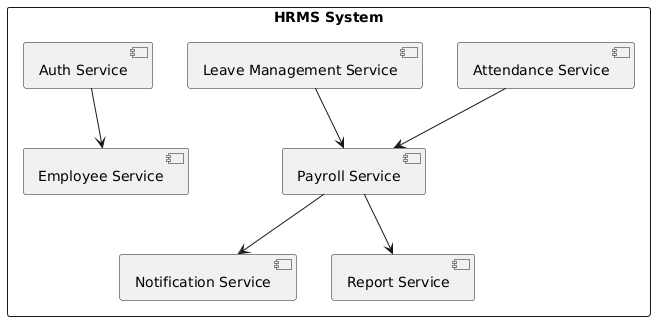 HRMS System
Auth Service
Leave Management Service
Attendance Service
Employee Service
Payroll Service
Notification Service
Report Service